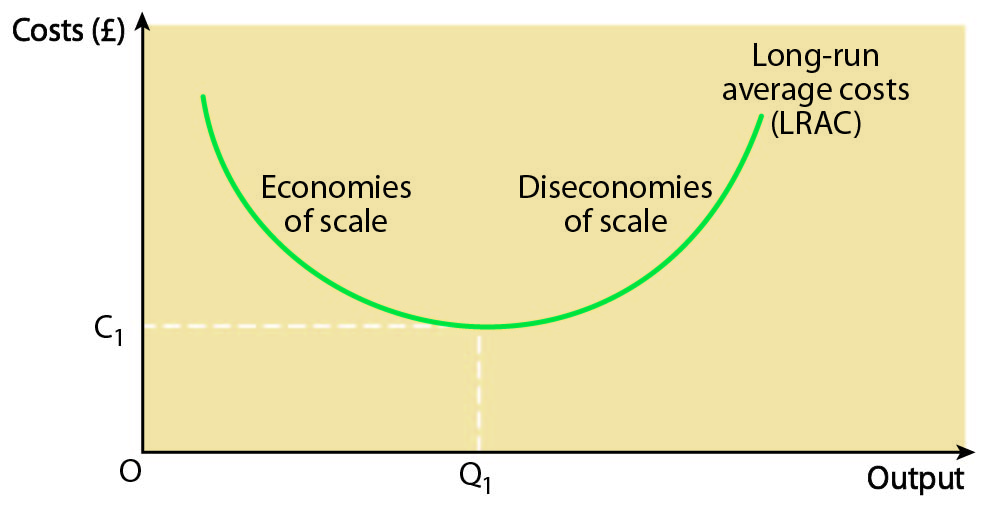 Costs (£)
Long-run
average costs
(LRAC)
Economies
of scale
Diseconomies
of scale
C₁
O
Q₁
Output